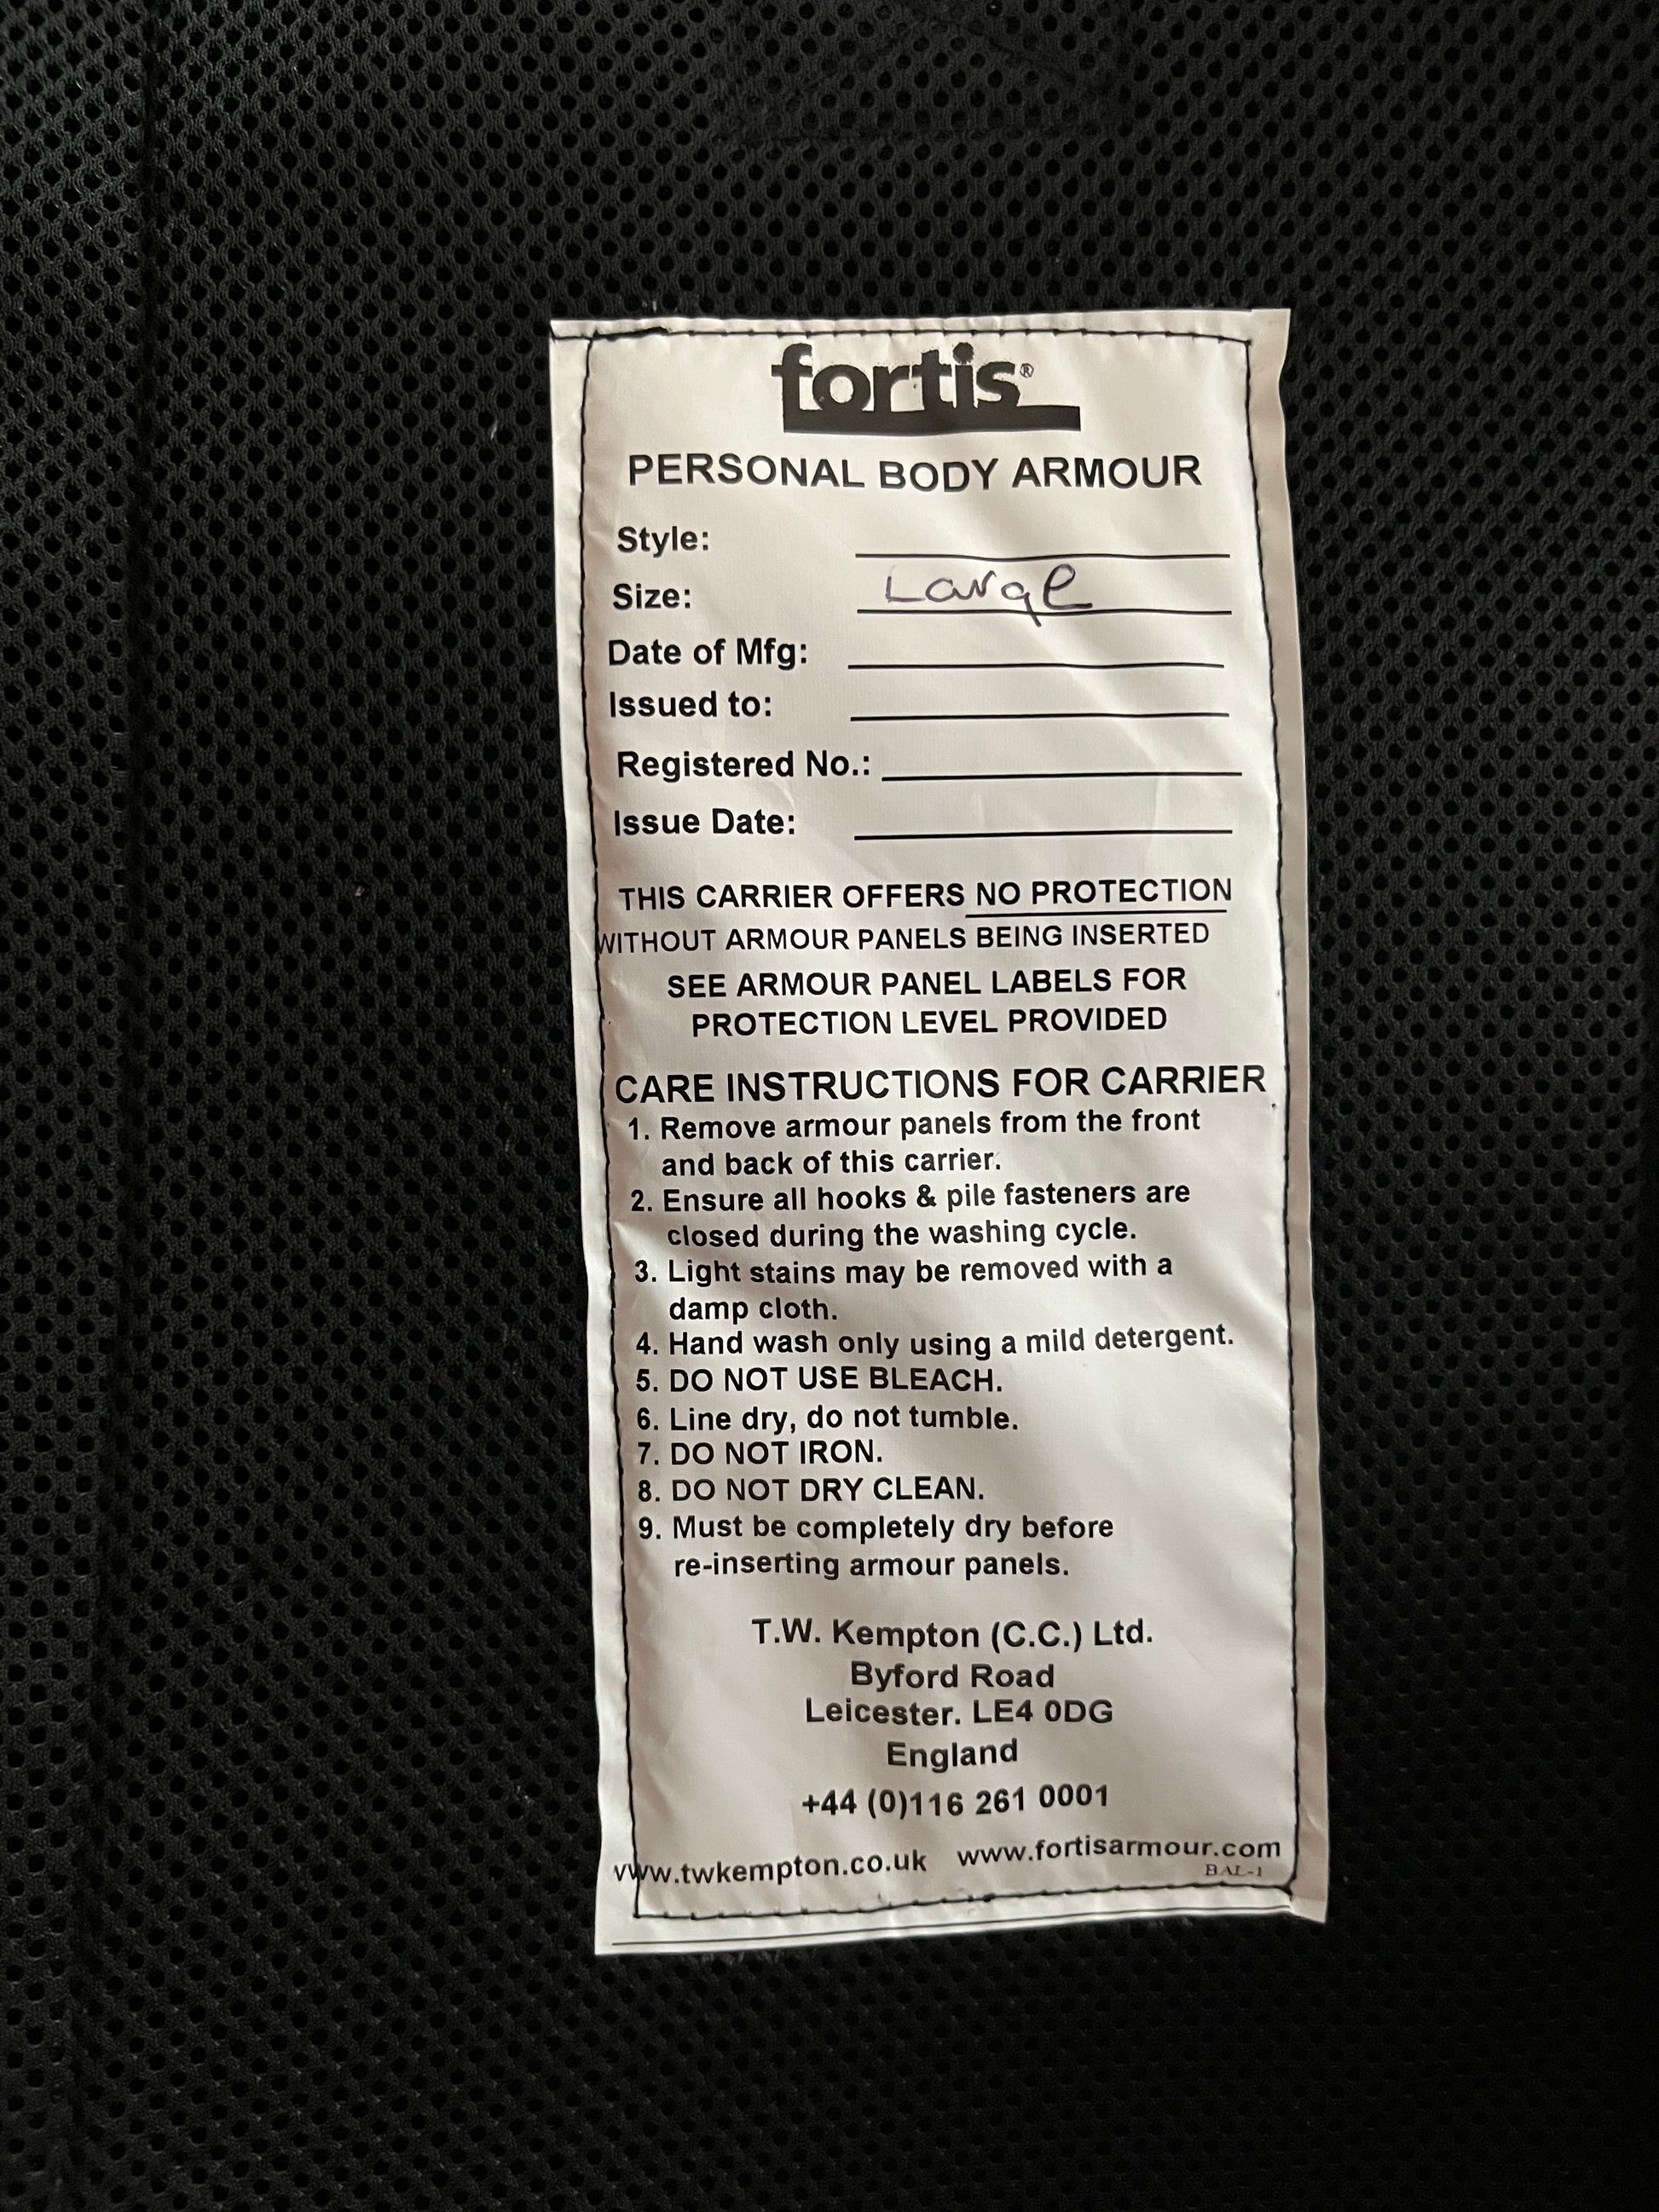 fortis®
PERSONAL BODY ARMOUR
Style:
Size: Large
Date of Mfg:
Issued to:
Registered No.:
Issue Date:
THIS CARRIER OFFERS NO PROTECTION
WITHOUT ARMOUR PANELS BEING INSERTED
SEE ARMOUR PANEL LABELS FOR
PROTECTION LEVEL PROVIDED
CARE INSTRUCTIONS FOR CARRIER
1. Remove armour panels from the front
and back of this carrier.
2. Ensure all hooks & pile fasteners are
closed during the washing cycle.
3. Light stains may be removed with a
damp cloth.
4. Hand wash only using a mild detergent.
5. DO NOT USE BLEACH.
6. Line dry, do not tumble.
7. DO NOT IRON.
8. DO NOT DRY CLEAN.
9. Must be completely dry before
re-inserting armour panels.
T.W. Kempton (C.C.) Ltd.
Byford Road
Leicester. LE4 0DG
England
+44 (0)116 261 0001
www.twkempton.co.uk www.fortisarmour.com
BAL-1